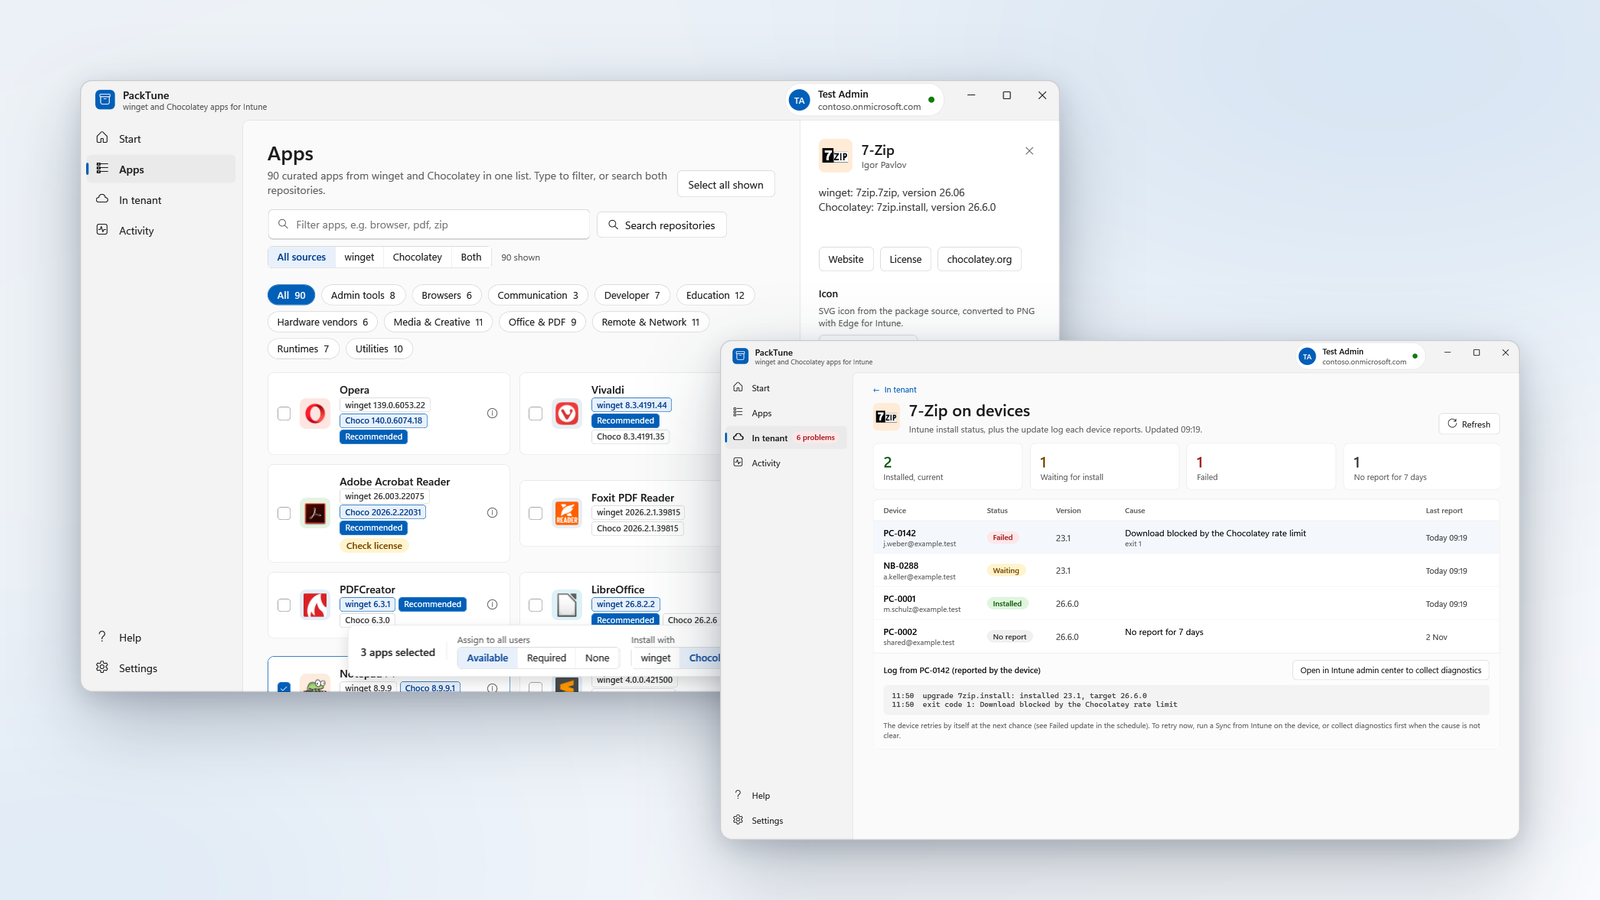 PackTune
winget and Chocolatey apps for Intune
TA
Test Admin
contoso.onmicrosoft.com
Start
Apps
In tenant
Activity
Help
Settings
Apps
90 curated apps from winget and Chocolatey in one list. Type to filter, or search both
repositories.
Select all shown
Filter apps, e.g. browser, pdf, zip
Search repositories
All sources
winget
Chocolatey
Both
90 shown
All 90
Admin tools 8
Browsers 6
Communication 3
Developer 7
Education 12
Hardware vendors 6
Media & Creative 11
Office & PDF 9
Remote & Network 11
Runtimes 7
Utilities 10
Opera
winget 139.0.6053.22
Choco 140.0.6074.18
Recommended
Vivaldi
winget 8.3.4191.44
Recommended
Choco 8.3.4191.35
Adobe Acrobat Reader
winget 26.003.22075
Choco 2026.2.22031
Recommended
Check license
READER
Foxit PDF Reader
winget 2026.2.1.39815
Choco 2026.2.1.39815
PDFCreator
winget 6.3.1
Recommended
Choco 6.3.0
LibreOffice
winget 26.8.2.2
Recommended
Choco 26.2.6
winget 8.9.9
Choco 8.9.9.1
winget 4.0.0.421500
3 apps selected
Assign to all users
Available
Required
None
Install with
winget
7ZIP
7-Zip
Igor Pavlov
winget: 7zip.7zip, version 26.06
Chocolatey: 7zip.install, version 26.6.0
Website
License
chocolatey.org
Icon
SVG icon from the package source, converted to PNG
with Edge for Intune.
PackTune
winget and Chocolatey apps for Intune
TA
Test Admin
contoso.onmicrosoft.com
Start
Apps
In tenant
6 problems
Activity
Help
Settings
← In tenant
7ZIP
7-Zip on devices
Intune install status, plus the update log each device reports. Updated 09:19.
Refresh
2
Installed, current
1
Waiting for install
1
Failed
1
No report for 7 days
Device
Status
Version
Cause
Last report
PC-0142
j.weber@example.test
Failed
23.1
Download blocked by the Chocolatey rate limit
exit 1
Today 09:19
NB-0288
a.keller@example.test
Waiting
23.1
Today 09:19
PC-0001
m.schulz@example.test
Installed
26.6.0
Today 09:19
PC-0002
shared@example.test
No report
26.6.0
No report for 7 days
2 Nov
Log from PC-0142 (reported by the device)
Open in Intune admin center to collect diagnostics
11:50 upgrade 7zip.install: installed 23.1, target 26.6.0
11:50 exit code 1: Download blocked by the Chocolatey rate limit
The device retries by itself at the next chance (see Failed update in the schedule). To retry now, run a Sync from Intune on the device, or collect diagnostics first when the cause is not
clear.